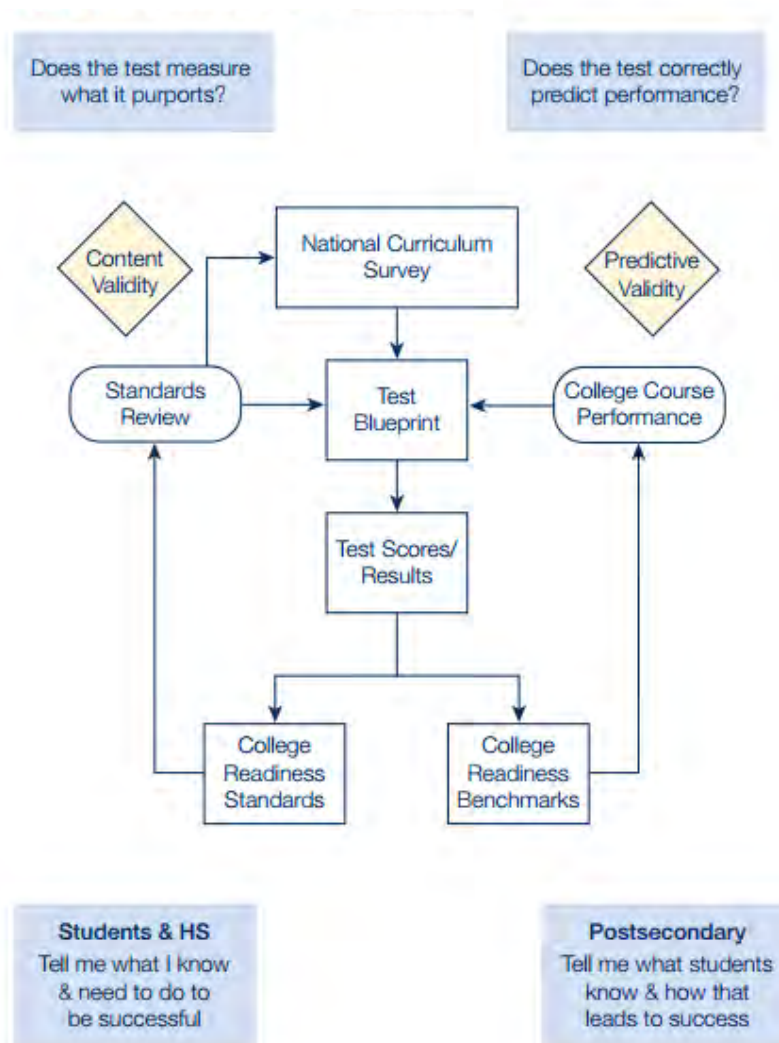 Does the test measure
what it purports?
Does the test correctly
predict performance?
Content
Validity
National Curriculum
Survey
Predictive
Validity
Standards
Review
Test
Blueprint
College Course
Performance
Test Scores/
Results
College
Readiness
Standards
College
Readiness
Benchmarks
Students & HS
Tell me what I know
& need to do to
be successful
Postsecondary
Tell me what students
know & how that
leads to success